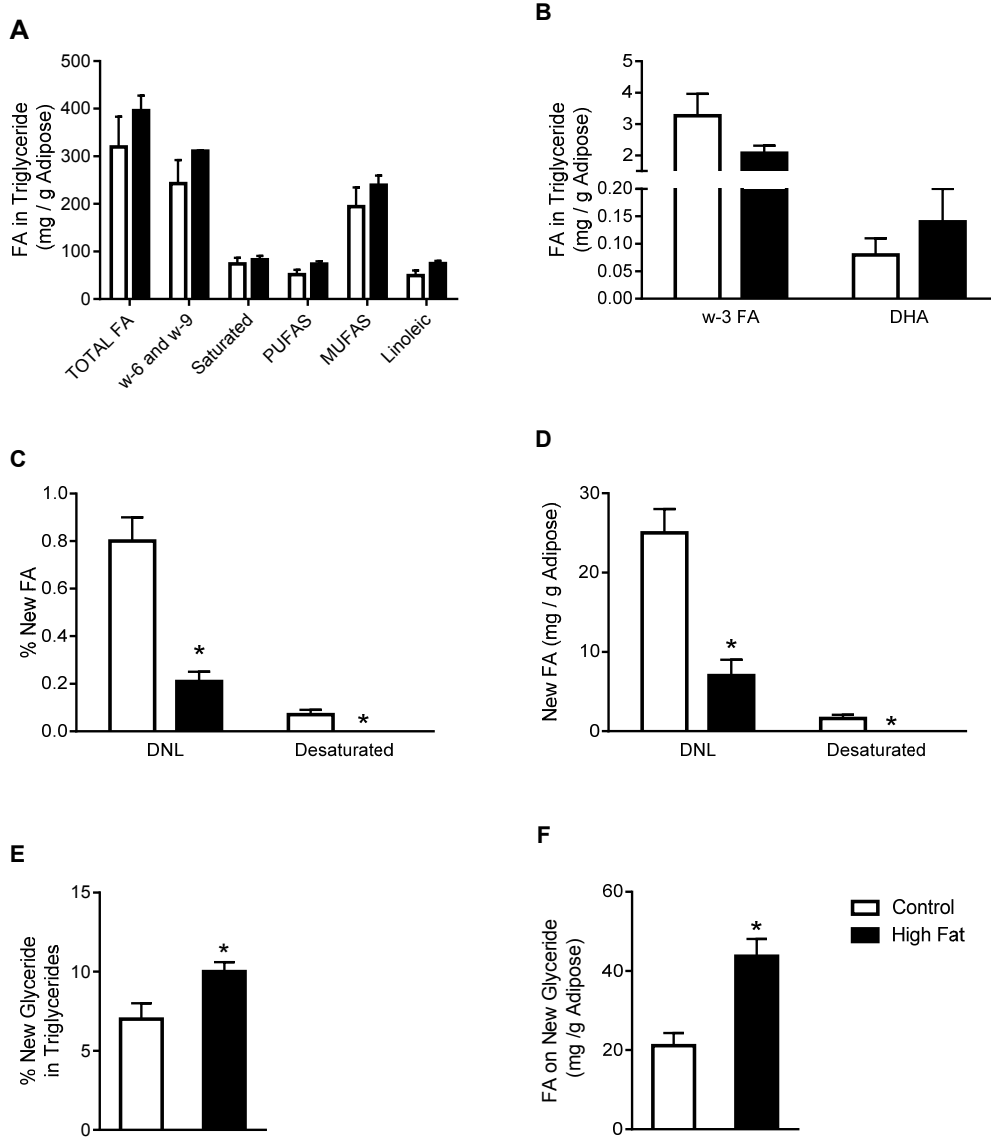 A
FA in Triglyceride
(mg / g Adipose)
500
400
300
200
100
0
TOTAL FA
w-6 and w-9
Saturated
PUFAS
MUFAS
Linoleic
B
FA in Triglyceride
(mg / g Adipose)
5
4
3
2
0.20
0.15
0.10
0.05
0.00
w-3 FA
DHA
C
% New FA
1.0
0.8
0.6
0.4
0.2
0.0
*
*
DNL
Desaturated
D
New FA (mg / g Adipose)
30
20
10
0
*
*
DNL
Desaturated
E
% New Glyceride
in Triglycerides
15
10
5
0
*
F
FA on New Glyceride
(mg /g Adipose)
60
40
20
0
*
Control
High Fat